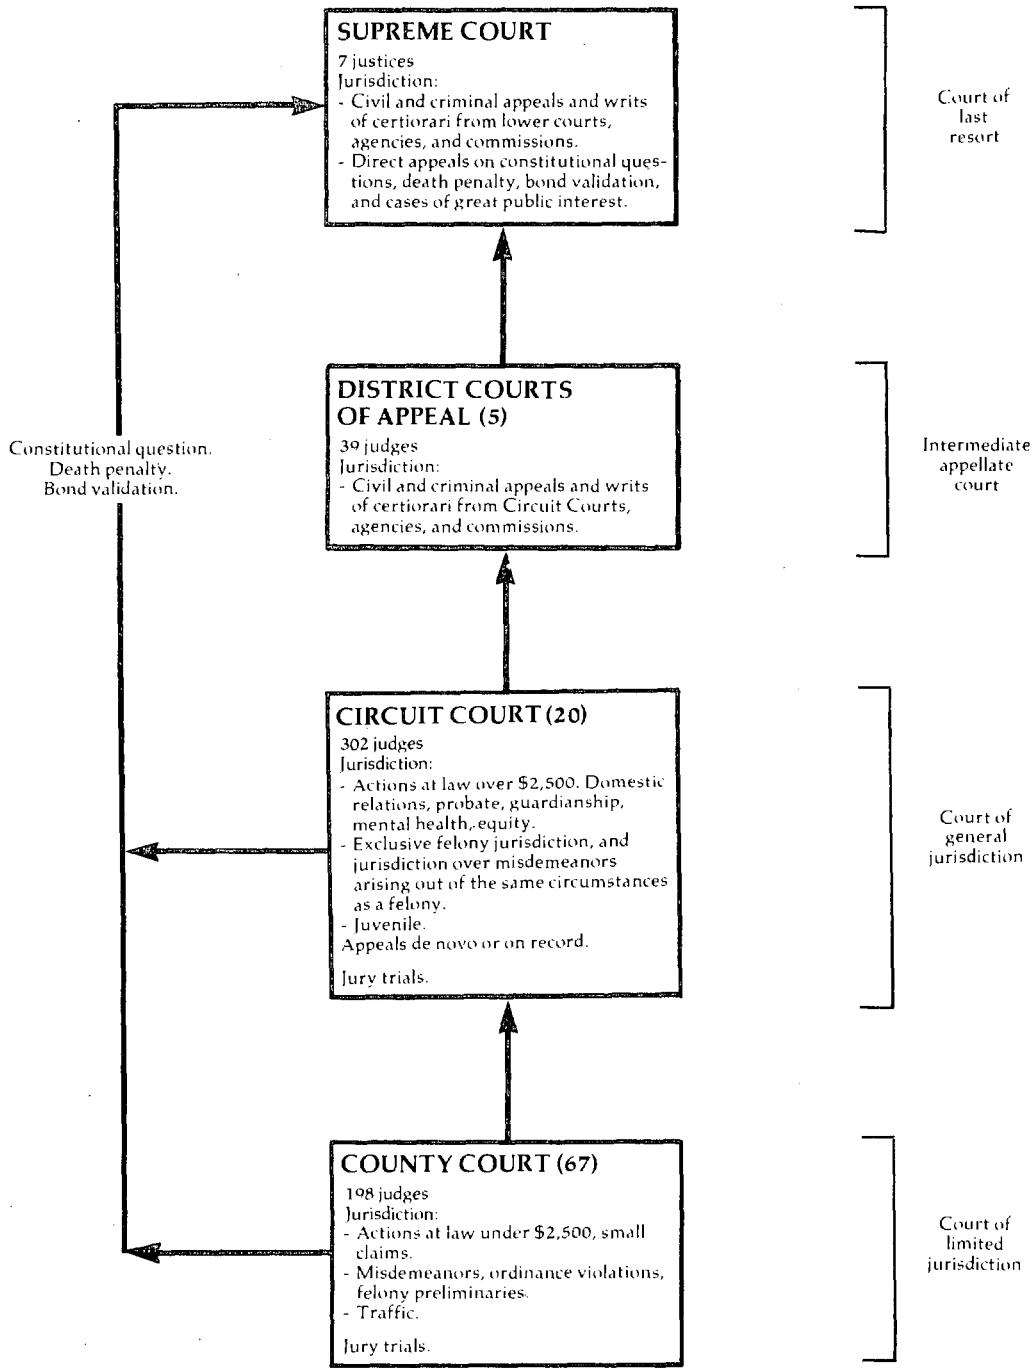 SUPREME COURT
7 justices
Jurisdiction:
- Civil and criminal appeals and writs
of certiorari from lower courts,
agencies, and commissions.
- Direct appeals on constitutional ques-
tions, death penalty, bond validation,
and cases of great public interest.
Court of
last
resort
Constitutional question.
Death penalty.
Bond validation.
DISTRICT COURTS
OF APPEAL (5)
39 judges
Jurisdiction:
- Civil and criminal appeals and writs
of certiorari from Circuit Courts,
agencies, and commissions.
Intermediate
appellate
court
CIRCUIT COURT (20)
302 judges
Jurisdiction:
- Actions at law over $2,500. Domestic
relations, probate, guardianship,
mental health, equity.
- Exclusive felony jurisdiction, and
jurisdiction over misdemeanors
arising out of the same circumstances
as a felony.
- Juvenile.
Appeals de novo or on record.
Jury trials.
Court of
general
jurisdiction
COUNTY COURT (67)
198 judges
Jurisdiction:
- Actions at law under $2,500, small
claims.
- Misdemeanors, ordinance violations,
felony preliminaries.
- Traffic.
Jury trials.
Court of
limited
jurisdiction